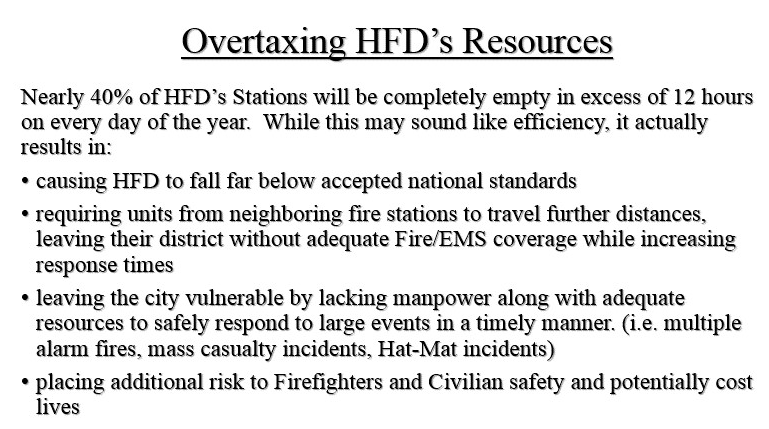 Overtaxing HFD’s Resources
Nearly 40% of HFD’s Stations will be completely empty in excess of 12 hours
on every day of the year.  While this may sound like efficiency, it actually
results in:
• causing HFD to fall far below accepted national standards
• requiring units from neighboring fire stations to travel further distances,
leaving their district without adequate Fire/EMS coverage while increasing
response times
• leaving the city vulnerable by lacking manpower along with adequate
resources to safely respond to large events in a timely manner. (i.e. multiple
alarm fires, mass casualty incidents, Hat-Mat incidents)
• placing additional risk to Firefighters and Civilian safety and potentially cost
lives